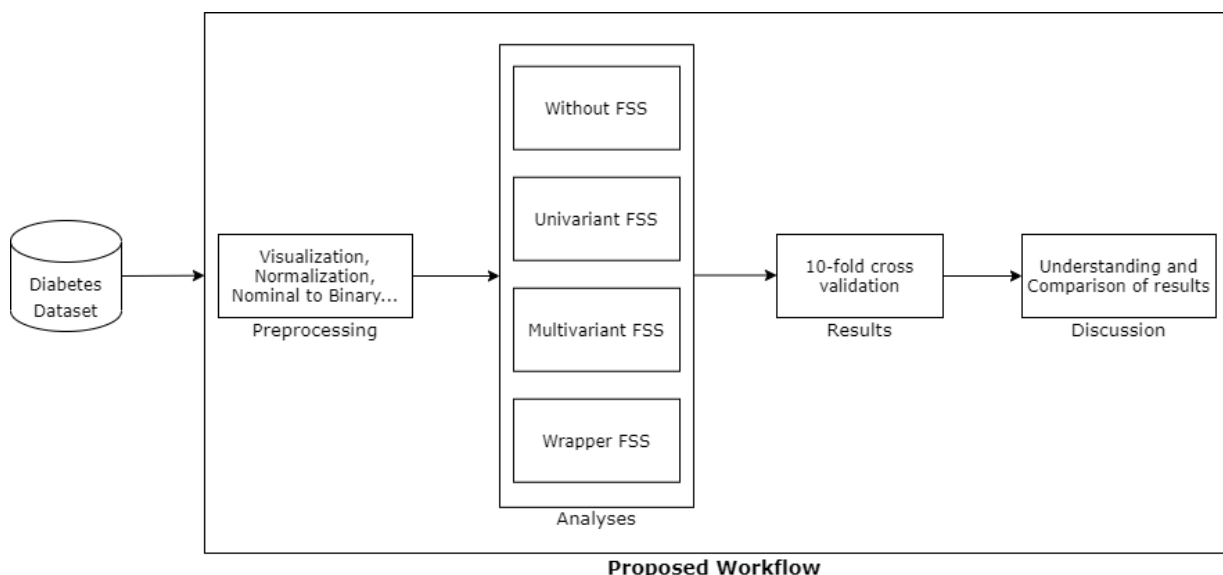 Diabetes
Dataset
Visualization,
Normalization,
Nominal to Binary...
Preprocessing
Without FSS
Univariant FSS
Multivariant FSS
Wrapper FSS
Analyses
10-fold cross
validation
Results
Understanding and
Comparison of results
Discussion
Proposed Workflow